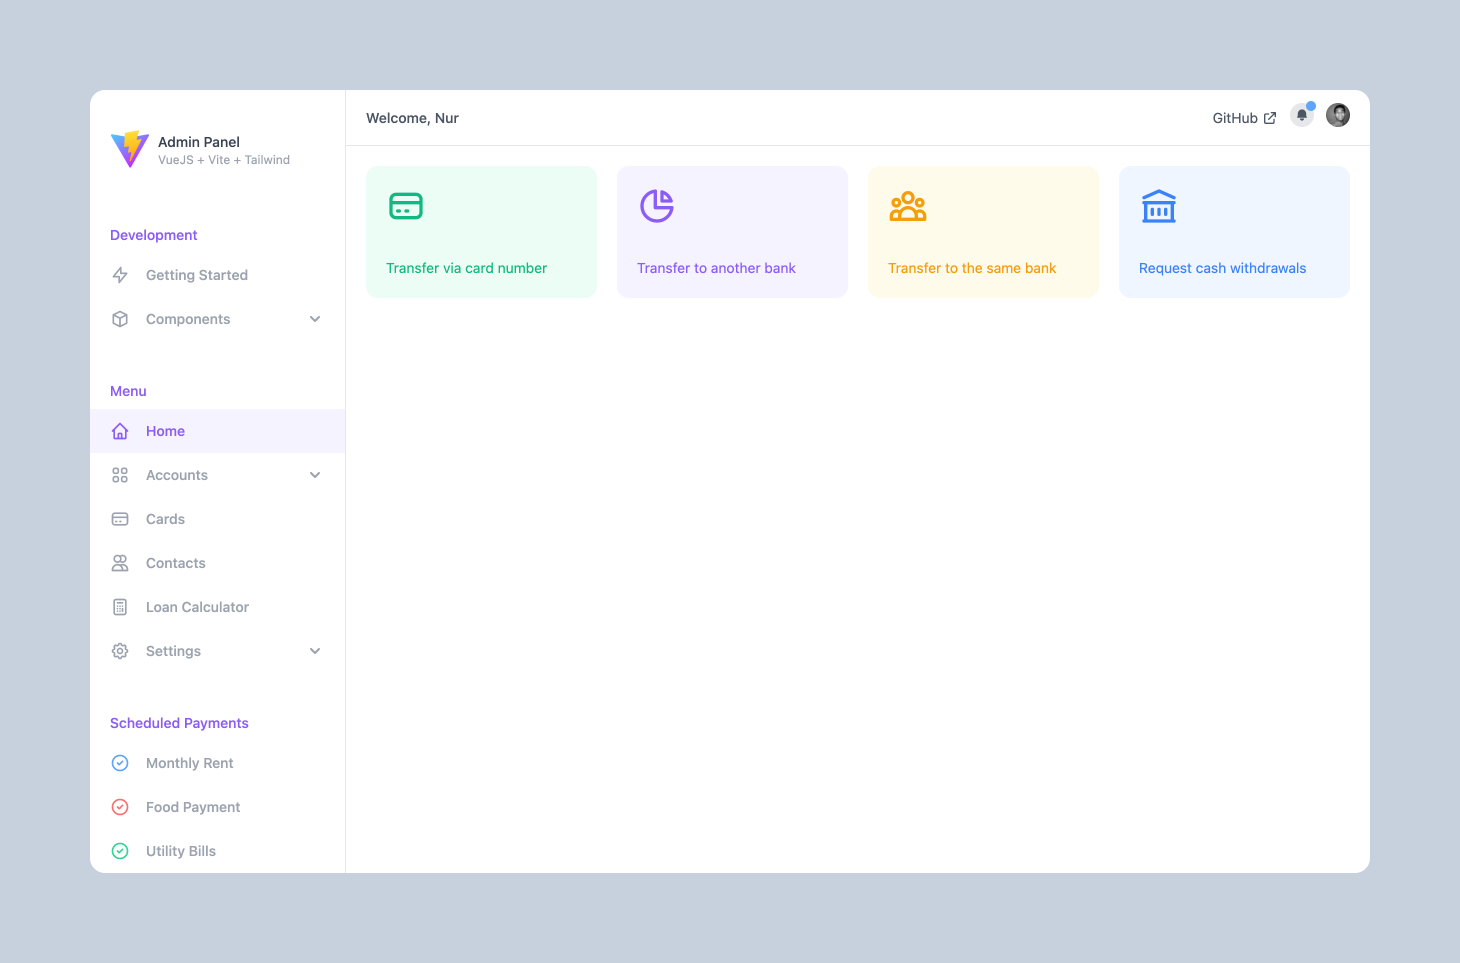 Admin Panel
VueJS + Vite + Tailwind
Development
Getting Started
Components
Menu
Home
Accounts
Cards
Contacts
Loan Calculator
Settings
Scheduled Payments
Monthly Rent
Food Payment
Utility Bills
Welcome, Nur
GitHub
Transfer via card number
Transfer to another bank
Transfer to the same bank
Request cash withdrawals